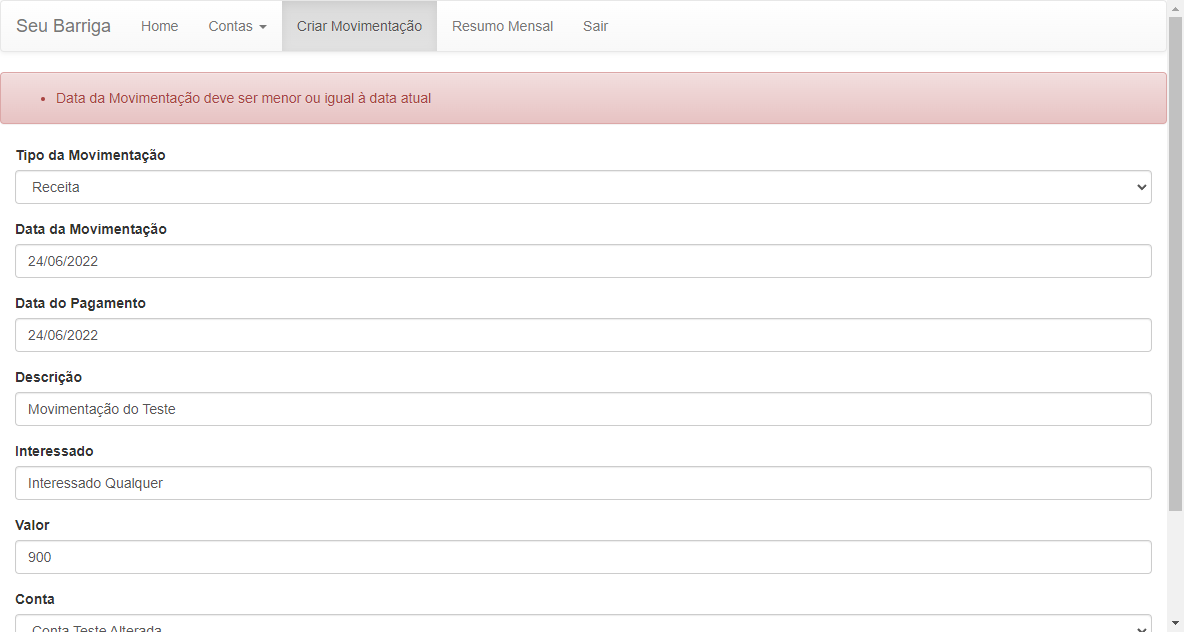 Seu Barriga Home Contas Criar Movimentação Resumo Mensal Sair
Data da Movimentação deve ser menor ou igual à data atual
Tipo da Movimentação
Receita
Data da Movimentação
24/06/2022
Data do Pagamento
24/06/2022
Descrição
Movimentação do Teste
Interessado
Interessado Qualquer
Valor
900
Conta
Conta Teste Alterada